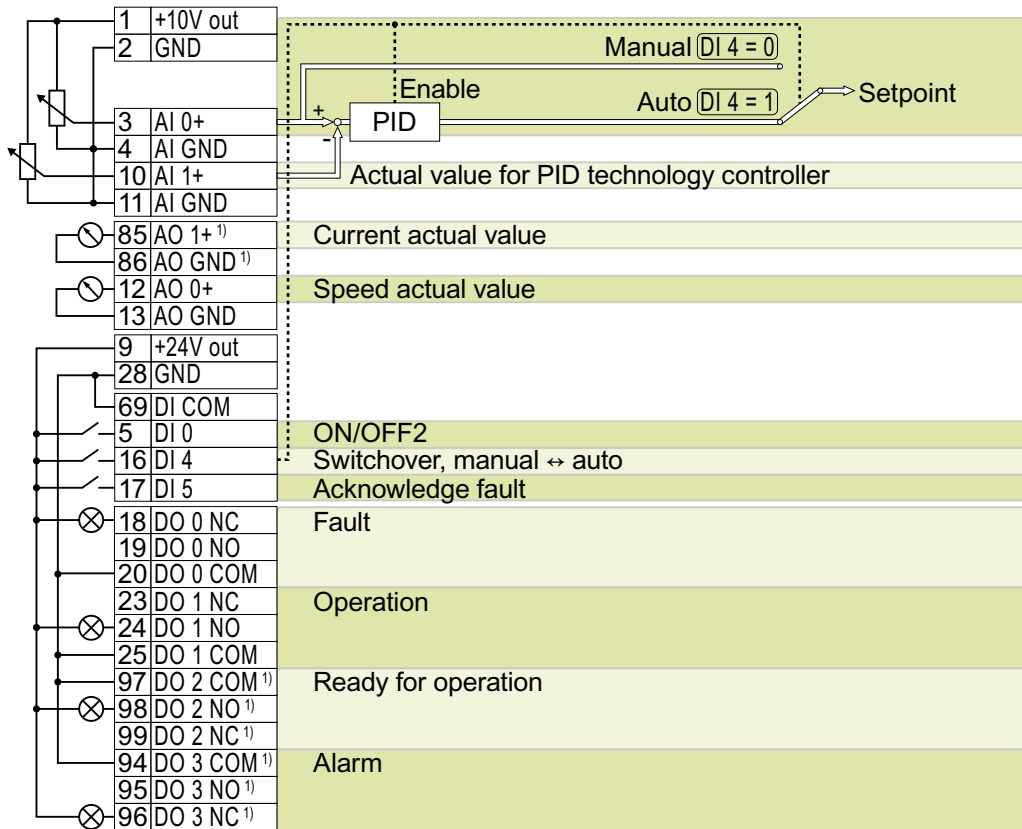 1 +10V out
2 GND
Manual DI 4 = 0
Enable
Auto DI 4 = 1
Setpoint
3 AI 0+
+
PID
-
4 AI GND
10 AI 1+ Actual value for PID technology controller
11 AI GND
85 AO 1+ 1) Current actual value
86 AO GND 1)
12 AO 0+ Speed actual value
13 AO GND
9 +24V out
28 GND
69 DI COM
5 DI 0 ON/OFF2
16 DI 4 Switchover, manual ↔ auto
17 DI 5 Acknowledge fault
18 DO 0 NC Fault
19 DO 0 NO
20 DO 0 COM
23 DO 1 NC Operation
24 DO 1 NO
25 DO 1 COM
97 DO 2 COM 1) Ready for operation
98 DO 2 NO 1)
99 DO 2 NC 1)
94 DO 3 COM 1) Alarm
95 DO 3 NO 1)
96 DO 3 NC 1)